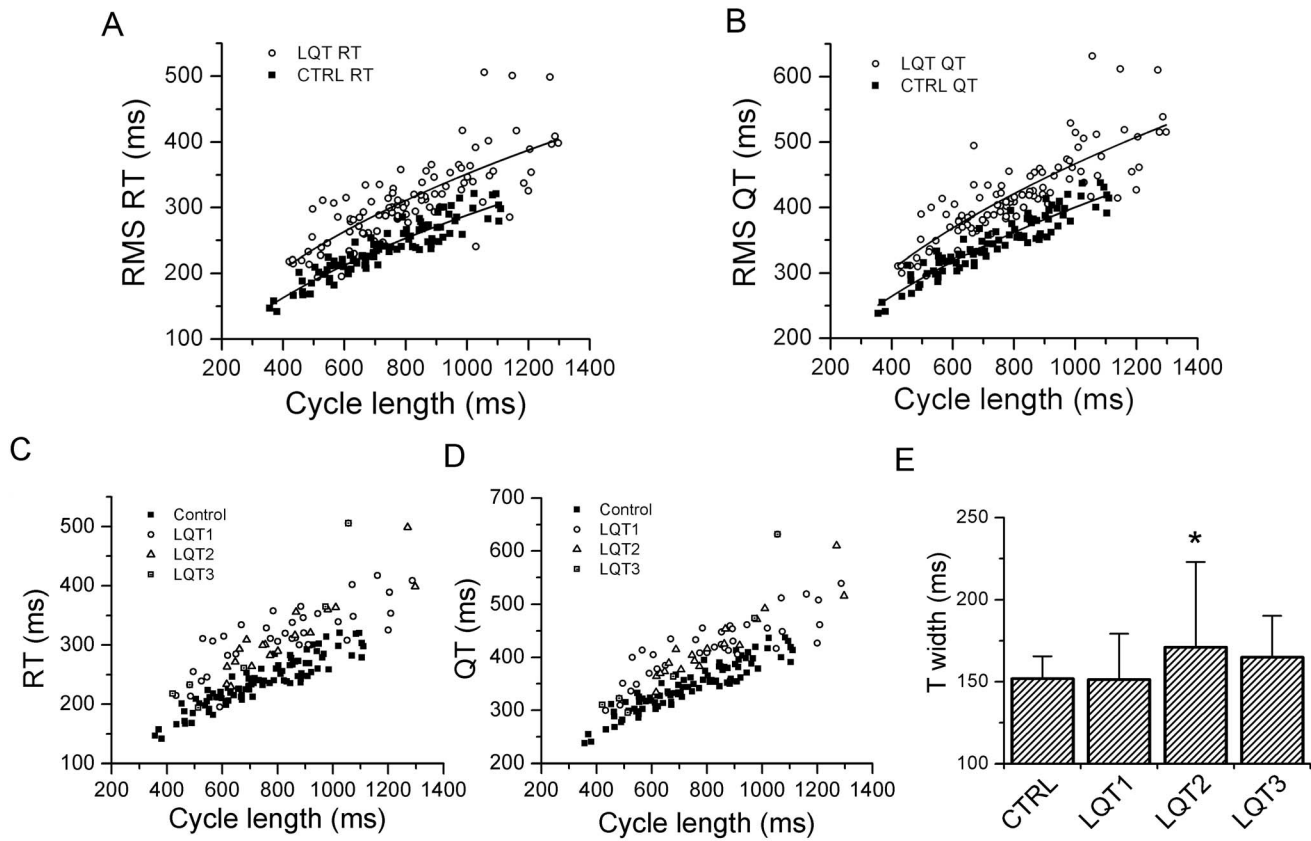 A
LQT RT
CTRL RT
500
400
300
200
100
RMS RT (ms)
200 400 600 800 1000 1200 1400
Cycle length (ms)
B
LQT QT
CTRL QT
600
500
400
300
200
RMS QT (ms)
200 400 600 800 1000 1200 1400
Cycle length (ms)
C
Control
LQT1
LQT2
LQT3
500
400
300
200
100
RT (ms)
200 400 600 800 1000 1200 1400
Cycle length (ms)
D
Control
LQT1
LQT2
LQT3
700
600
500
400
300
200
QT (ms)
200 400 600 800 1000 1200 1400
Cycle length (ms)
E
250
200
150
100
T width (ms)
*
CTRL LQT1 LQT2 LQT3